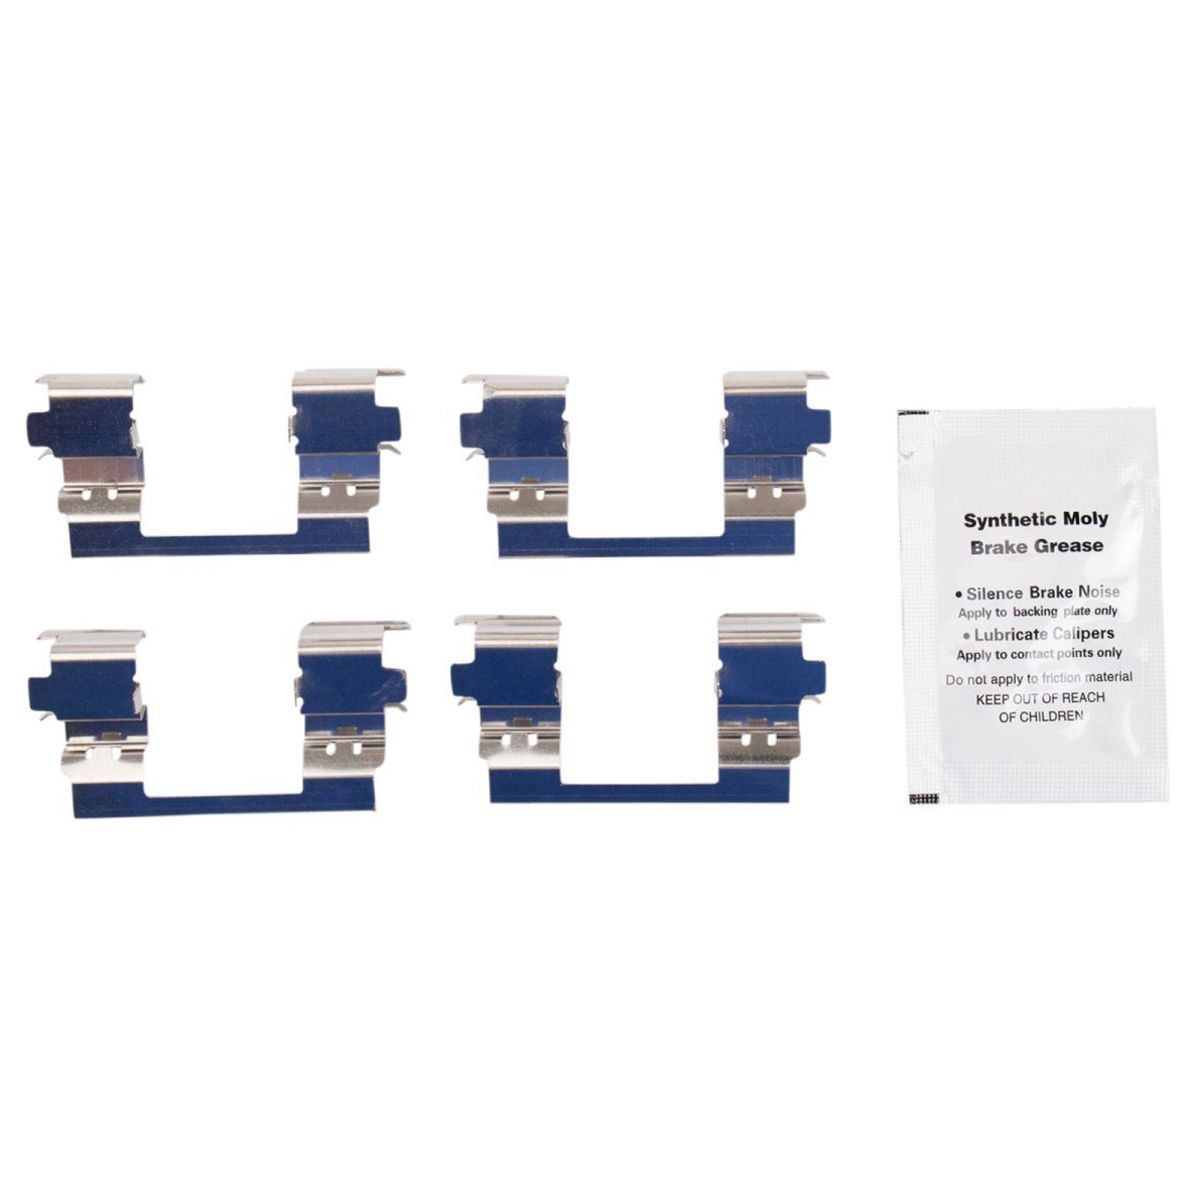 Synthetic Moly
Brake Grease
• Silence Brake Noise
Apply to backing plate only
• Lubricate Calipers
Apply to contact points only
Do not apply to friction material
KEEP OUT OF REACH
OF CHILDREN